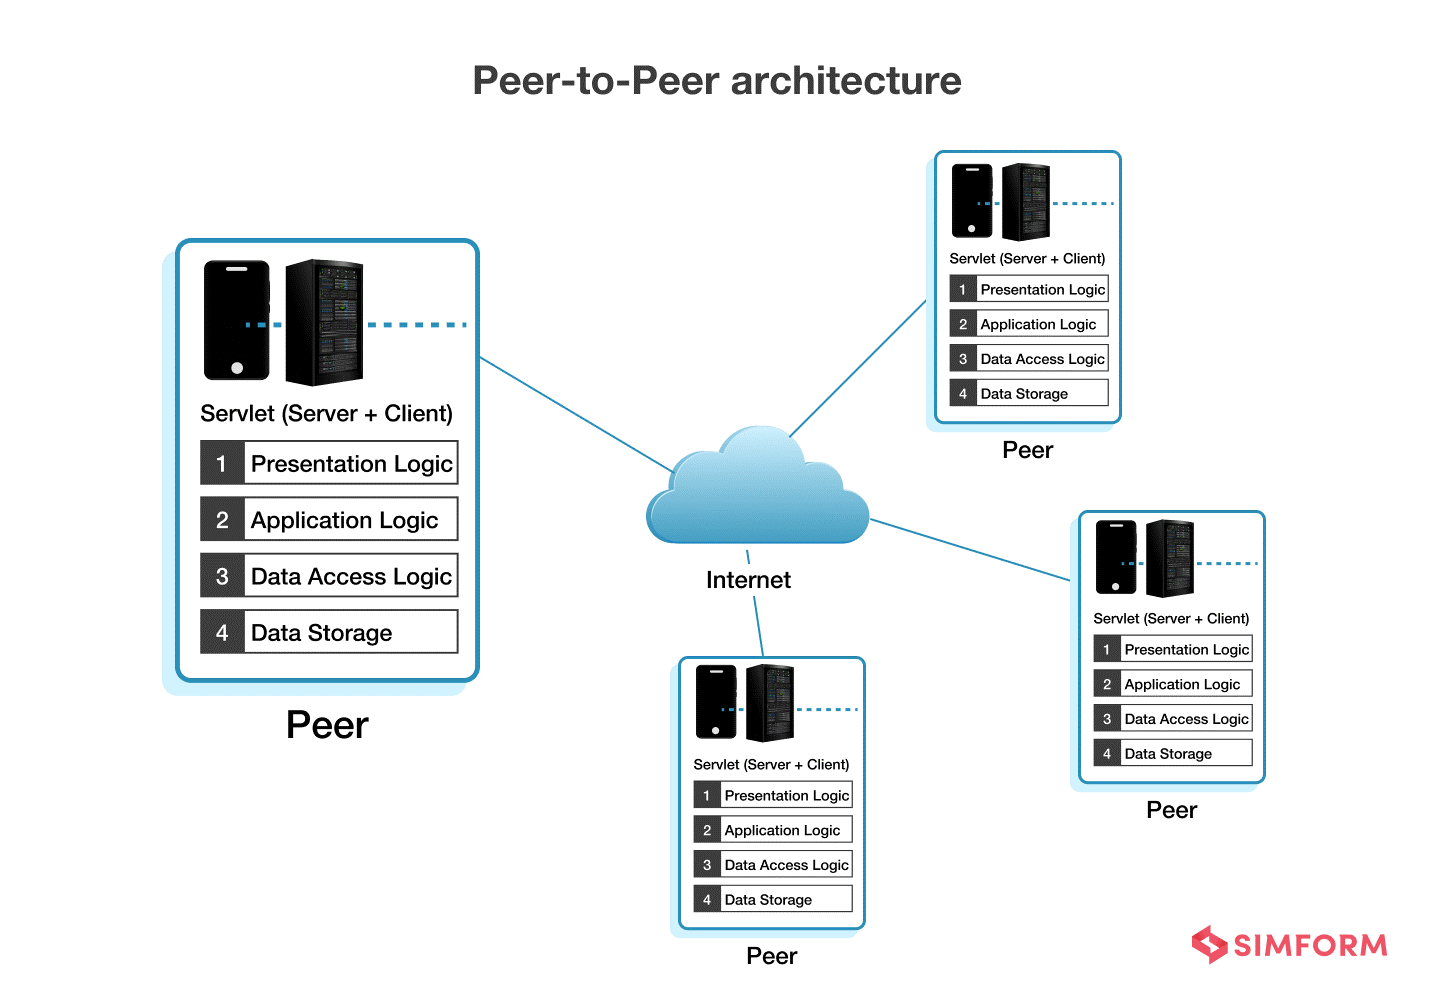 Peer-to-Peer architecture
Servlet (Server + Client)
1 Presentation Logic
2 Application Logic
3 Data Access Logic
4 Data Storage
Peer
Servlet (Server + Client)
1 Presentation Logic
2 Application Logic
3 Data Access Logic
4 Data Storage
Peer
Internet
Servlet (Server + Client)
1 Presentation Logic
2 Application Logic
3 Data Access Logic
4 Data Storage
Peer
Servlet (Server + Client)
1 Presentation Logic
2 Application Logic
3 Data Access Logic
4 Data Storage
Peer
SIMFORM